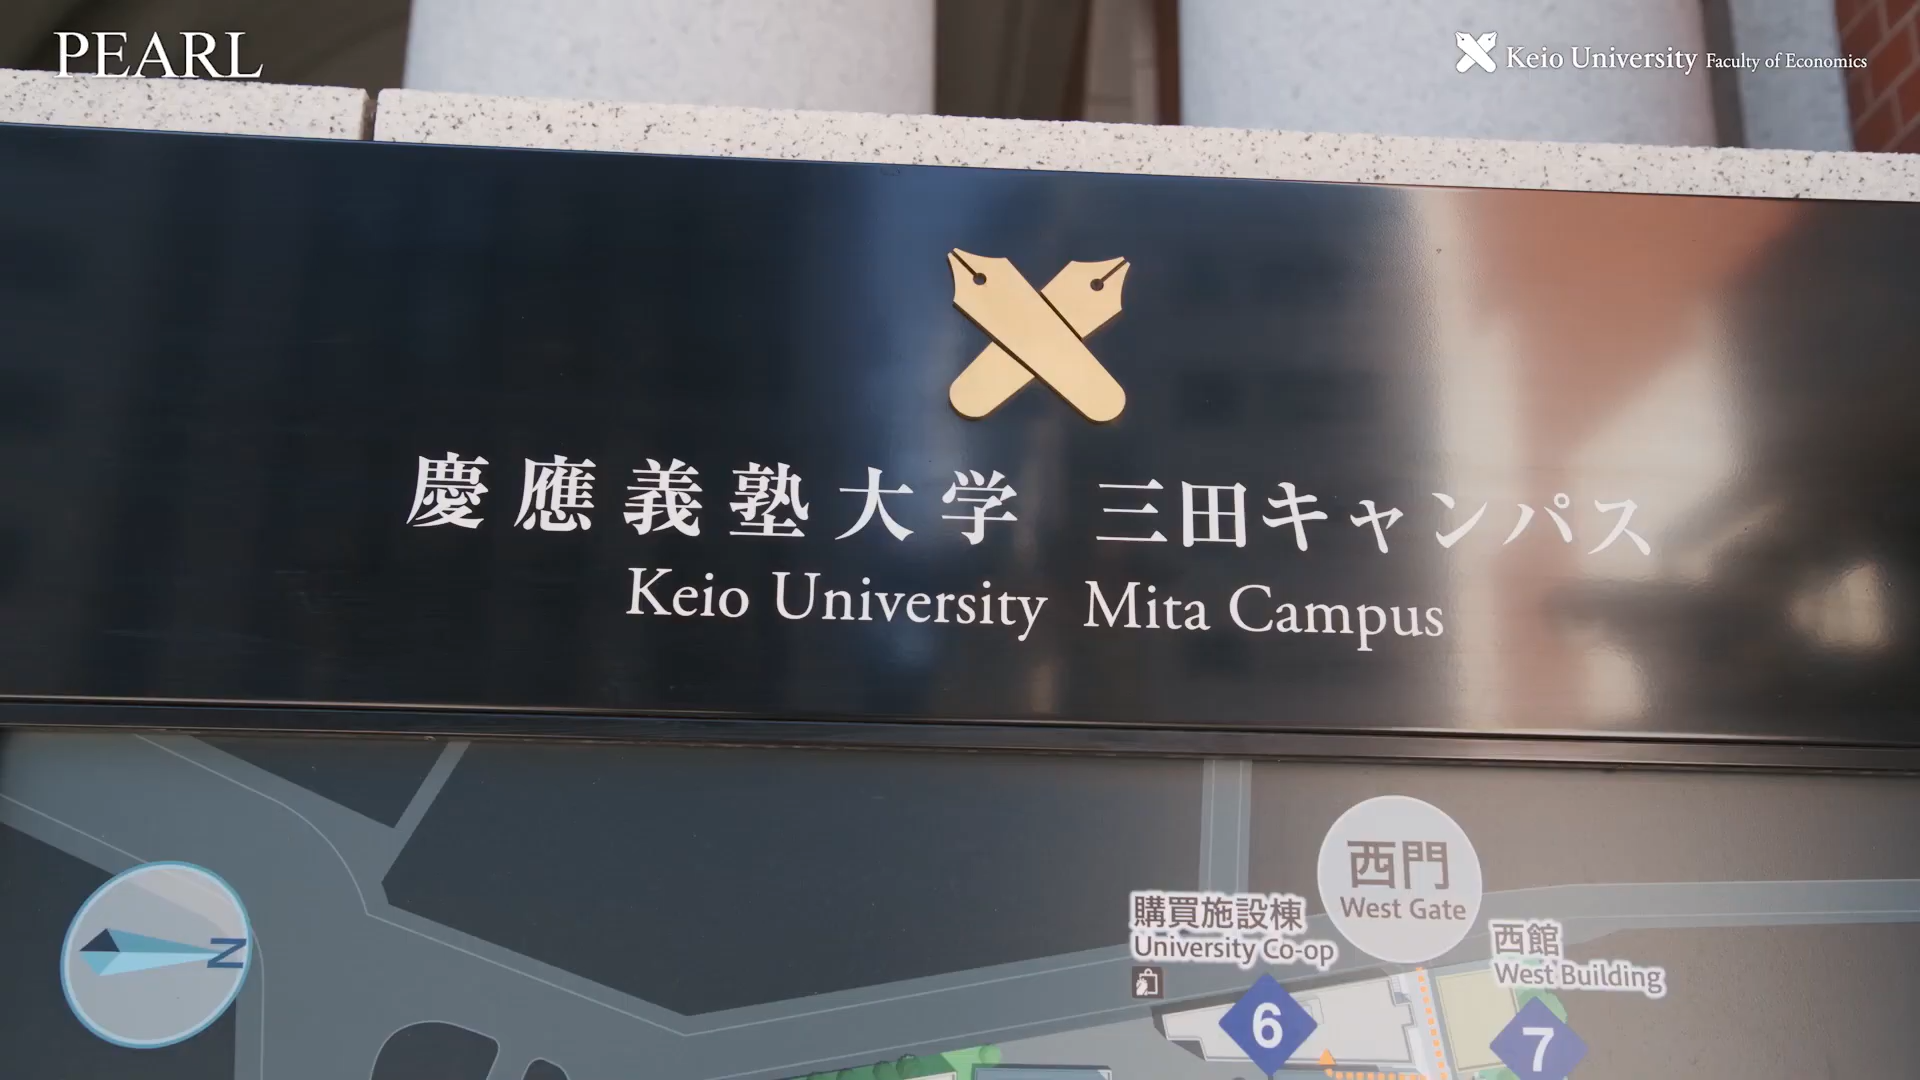 PEARL
Keio University Faculty of Economics
慶應義塾大学 三田キャンパス
Keio University Mita Campus
西門
West Gate
購買施設棟
University Co-op
西館
West Building
N
6
7